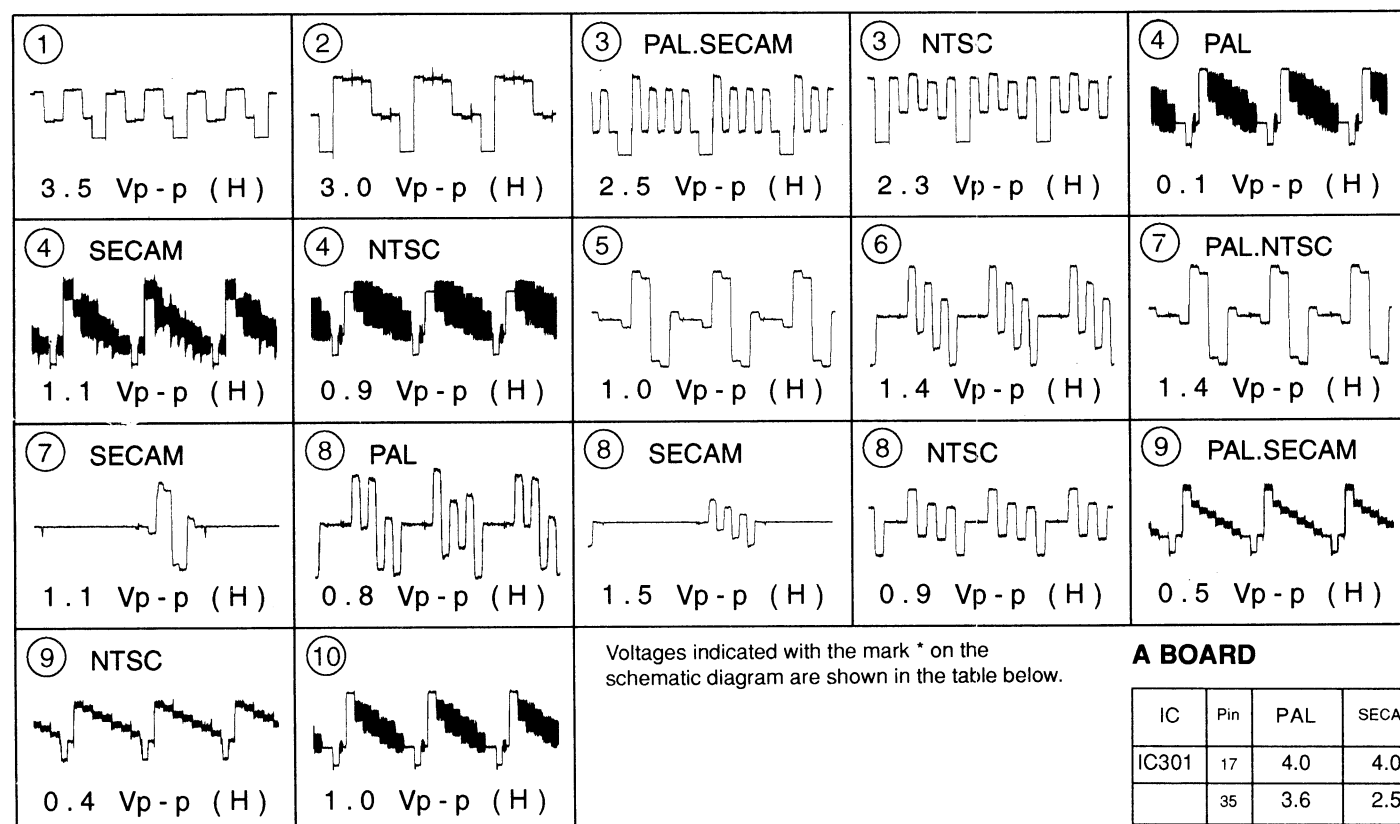 ① ② ③ PAL.SECAM ③ NTSC ④ PAL
3.5 Vp-p (H) 3.0 Vp-p (H) 2.5 Vp-p (H) 2.3 Vp-p (H) 0.1 Vp-p (H)
④ SECAM ④ NTSC ⑤ ⑥ ⑦ PAL.NTSC
1.1 Vp-p (H) 0.9 Vp-p (H) 1.0 Vp-p (H) 1.4 Vp-p (H) 1.4 Vp-p (H)
⑦ SECAM ⑧ PAL ⑧ SECAM ⑧ NTSC ⑨ PAL.SECAM
1.1 Vp-p (H) 0.8 Vp-p (H) 1.5 Vp-p (H) 0.9 Vp-p (H) 0.5 Vp-p (H)
⑨ NTSC ⑩
0.4 Vp-p (H) 1.0 Vp-p (H)
Voltages indicated with the mark * on the
schematic diagram are shown in the table below.
A BOARD
IC Pin PAL SECA
IC301 17 4.0 4.0
35 3.6 2.5